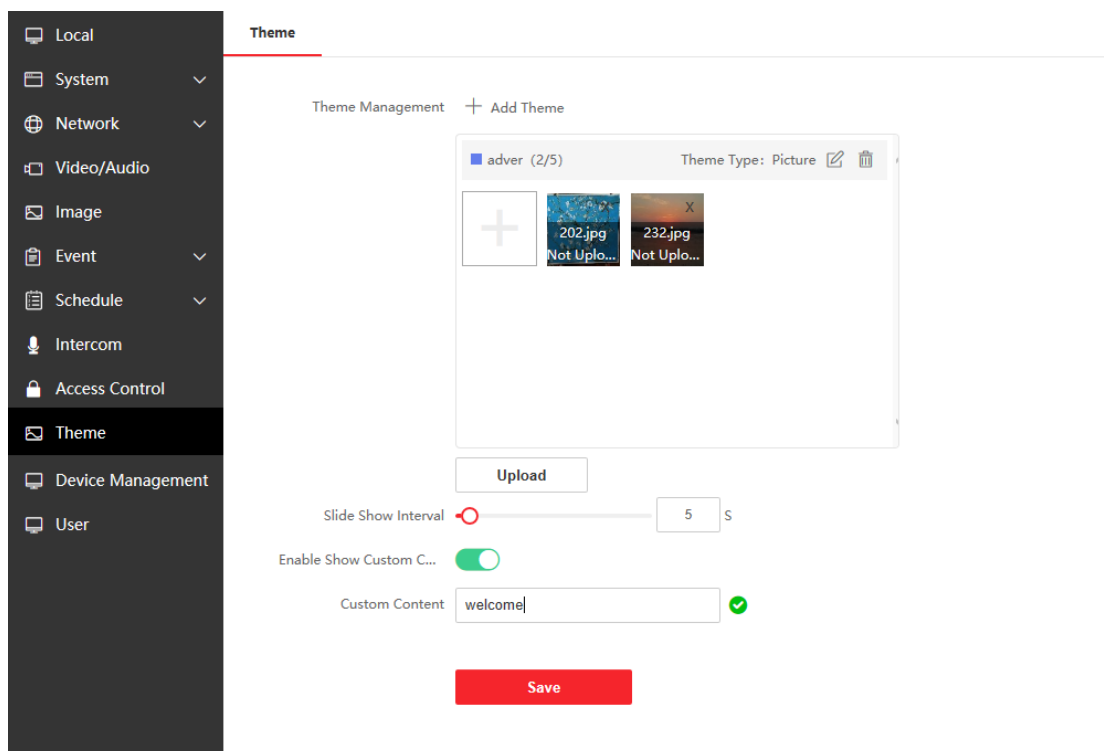 Local
System
Network
Video/Audio
Image
Event
Schedule
Intercom
Access Control
Theme
Device Management
User
Theme
Theme Management + Add Theme
adver (2/5) Theme Type: Picture
X
X
202.jpg
Not Uplo...
232.jpg
Not Uplo...
Upload
Slide Show Interval 5 S
Enable Show Custom C...
Custom Content welcome
Save